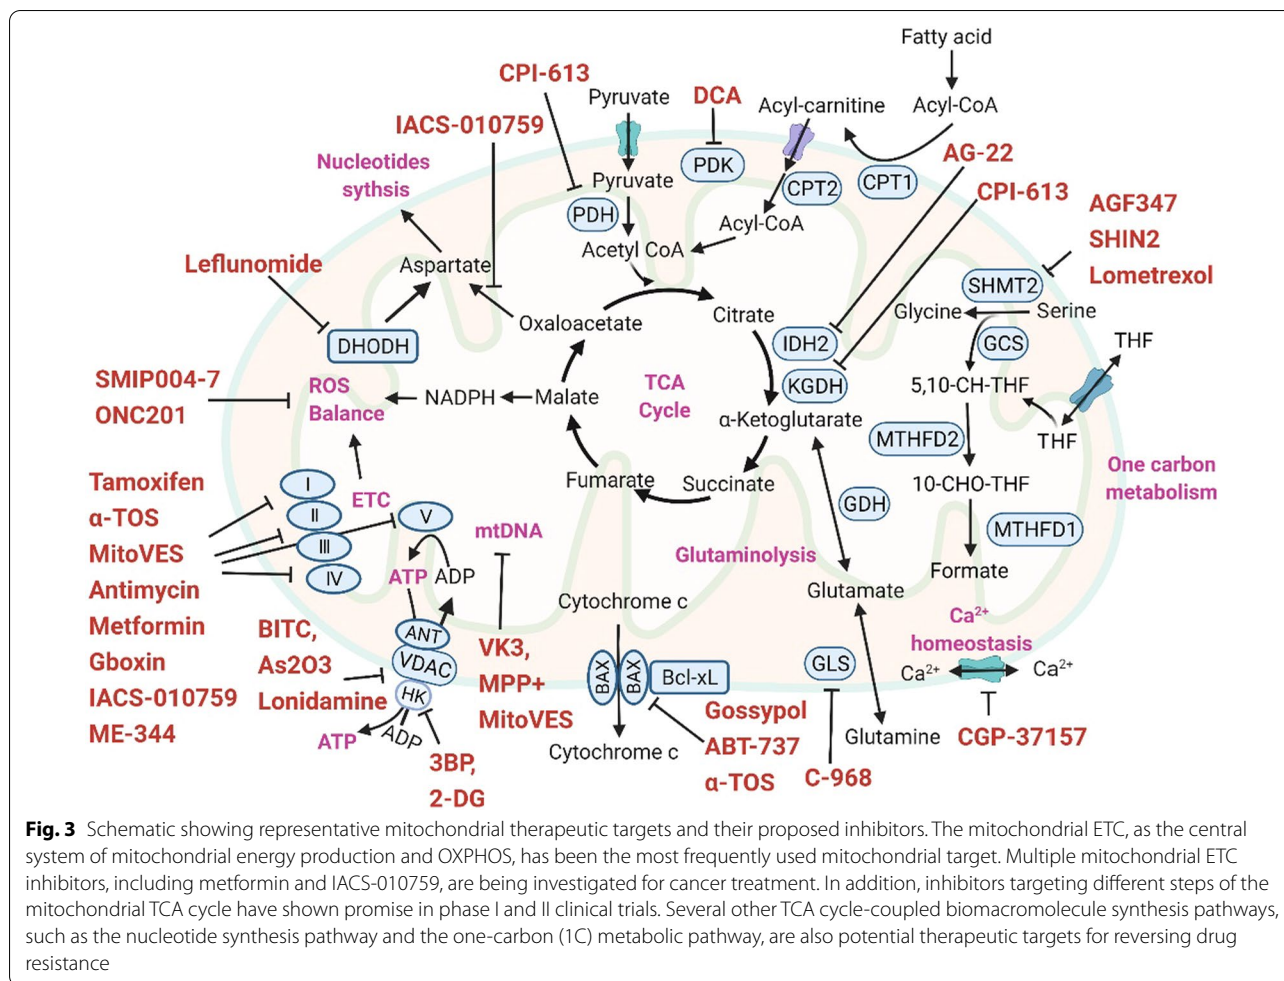 Fatty acid
CPI-613
Pyruvate
DCA
Acyl-carnitine
Acyl-CoA
IACS-010759
AG-22
Nucleotides
sythsis
PDK
Pyruvate
CPT2
CPT1
CPI-613
PDH
AGF347
SHIN2
Lometrexol
Acyl-CoA
Acetyl CoA
Leflunomide
Aspartate
SHMT2
Glycine
Serine
Oxaloacetate
Citrate
DHODH
IDH2
GCS
THF
SMIP004-7
ONC201
ROS
Balance
NADPH
Malate
TCA
Cycle
KGDH
5,10-CH-THF
α-Ketoglutarate
MTHFD2
THF
One carbon
metabolism
Tamoxifen
α-TOS
MitoVES
Antimycin
Metformin
Gboxin
IACS-010759
ME-344
I
II
III
IV
ETC
V
Fumarate
Succinate
10-CHO-THF
GDH
mtDNA
MTHFD1
Glutaminolysis
ATP
ADP
Formate
Glutamate
Cytochrome c
Ca²⁺
homeostasis
BITC,
As2O3
Lonidamine
ANT
VDAC
HK
VK3,
MPP+
MitoVES
BAX
BAX
Bcl-xL
GLS
Ca²⁺
Ca²⁺
Gossypol
ABT-737
α-TOS
ATP
ADP
Cytochrome c
Glutamine
CGP-37157
3BP,
2-DG
C-968
Fig. 3 Schematic showing representative mitochondrial therapeutic targets and their proposed inhibitors. The mitochondrial ETC, as the central
system of mitochondrial energy production and OXPHOS, has been the most frequently used mitochondrial target. Multiple mitochondrial ETC
inhibitors, including metformin and IACS-010759, are being investigated for cancer treatment. In addition, inhibitors targeting different steps of the
mitochondrial TCA cycle have shown promise in phase I and II clinical trials. Several other TCA cycle-coupled biomacromolecule synthesis pathways,
such as the nucleotide synthesis pathway and the one-carbon (1C) metabolic pathway, are also potential therapeutic targets for reversing drug
resistance